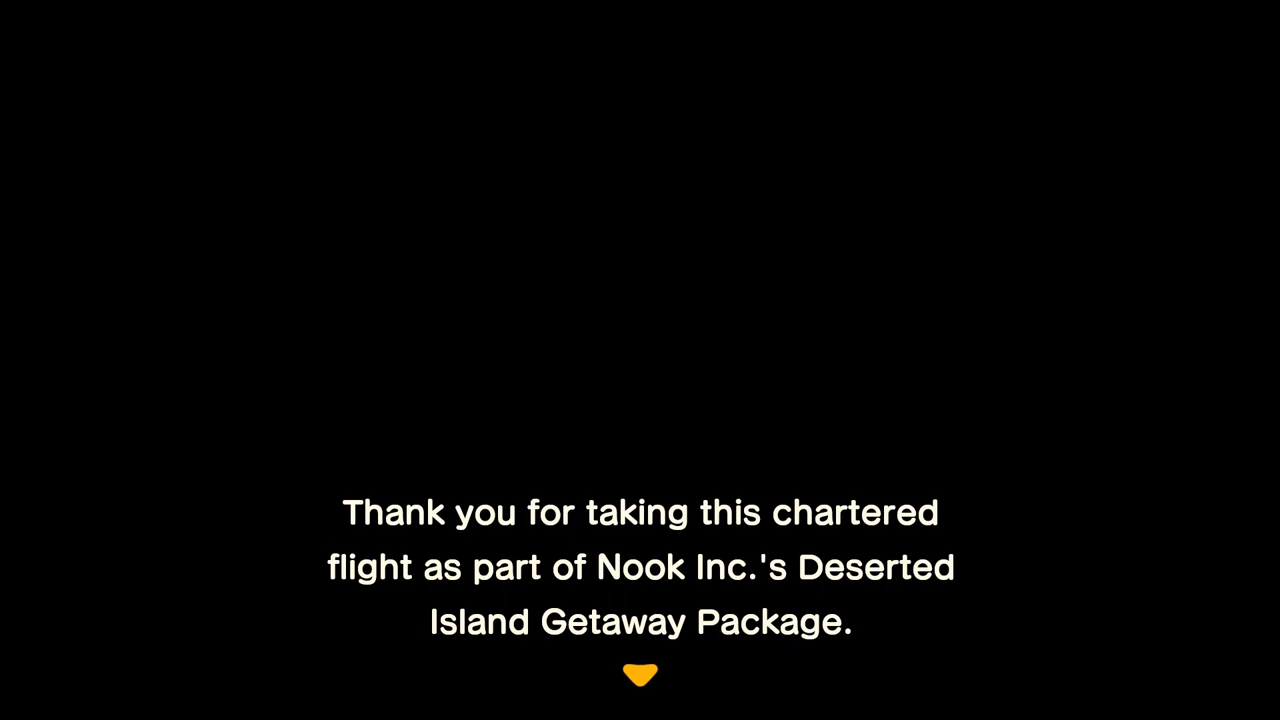 Thank you for taking this chartered
flight as part of Nook Inc.'s Deserted
Island Getaway Package.